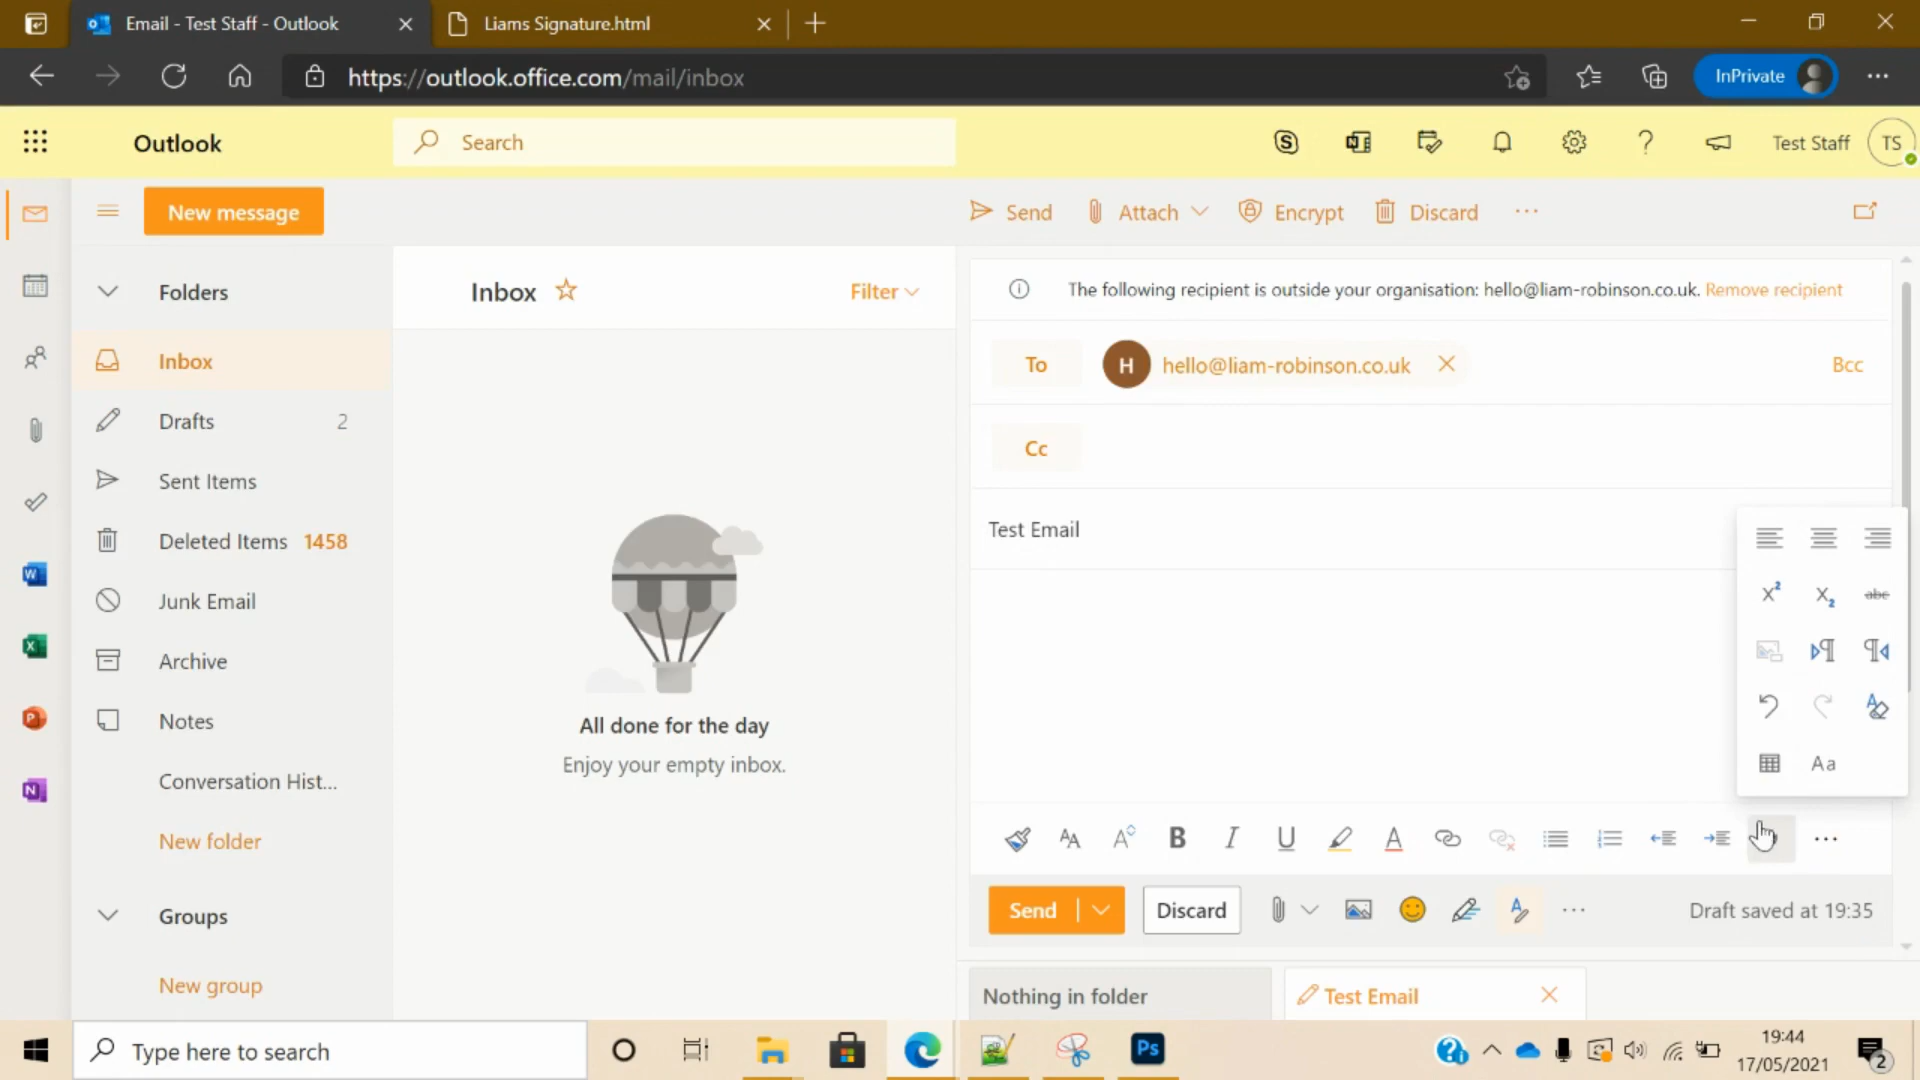 Email - Test Staff - Outlook
Liams Signature.html
https://outlook.office.com/mail/inbox
InPrivate
Outlook
Search
Test Staff
TS
New message
Send
Attach
Encrypt
Discard
Folders
Inbox
Filter
The following recipient is outside your organisation: hello@liam-robinson.co.uk. Remove recipient
Inbox
To
H
hello@liam-robinson.co.uk
Bcc
Drafts
2
Cc
Sent Items
Test Email
Deleted Items
1458
Junk Email
Archive
Notes
All done for the day
Enjoy your empty inbox.
Conversation Hist...
Aa
New folder
Groups
Send
Discard
Draft saved at 19:35
New group
Nothing in folder
Test Email
Type here to search
Ps
19:44
17/05/2021
2